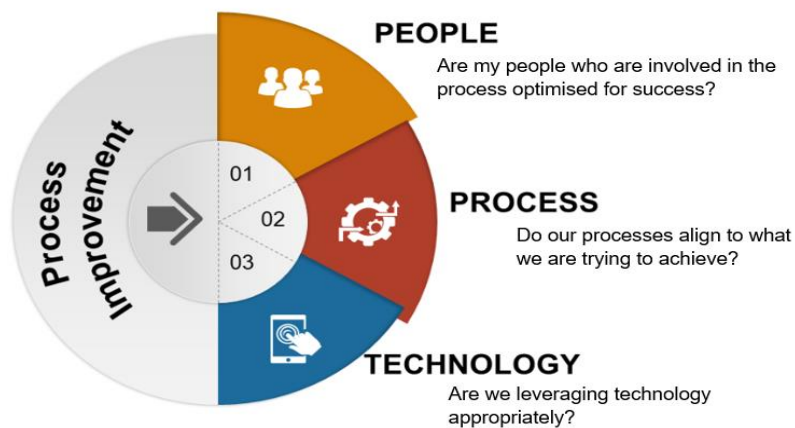 Process
Improvement
01
02
03
PEOPLE
Are my people who are involved in the
process optimised for success?
PROCESS
Do our processes align to what
we are trying to achieve?
TECHNOLOGY
Are we leveraging technology
appropriately?